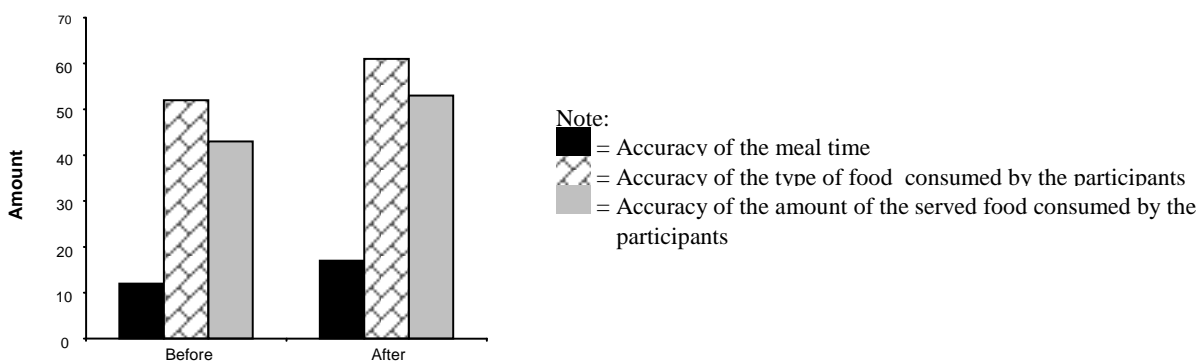 70
60
50
40
30
20
10
0
Amount
Before After
Note:
= Accuracy of the meal time
= Accuracy of the type of food consumed by the participants
= Accuracy of the amount of the served food consumed by the
participants